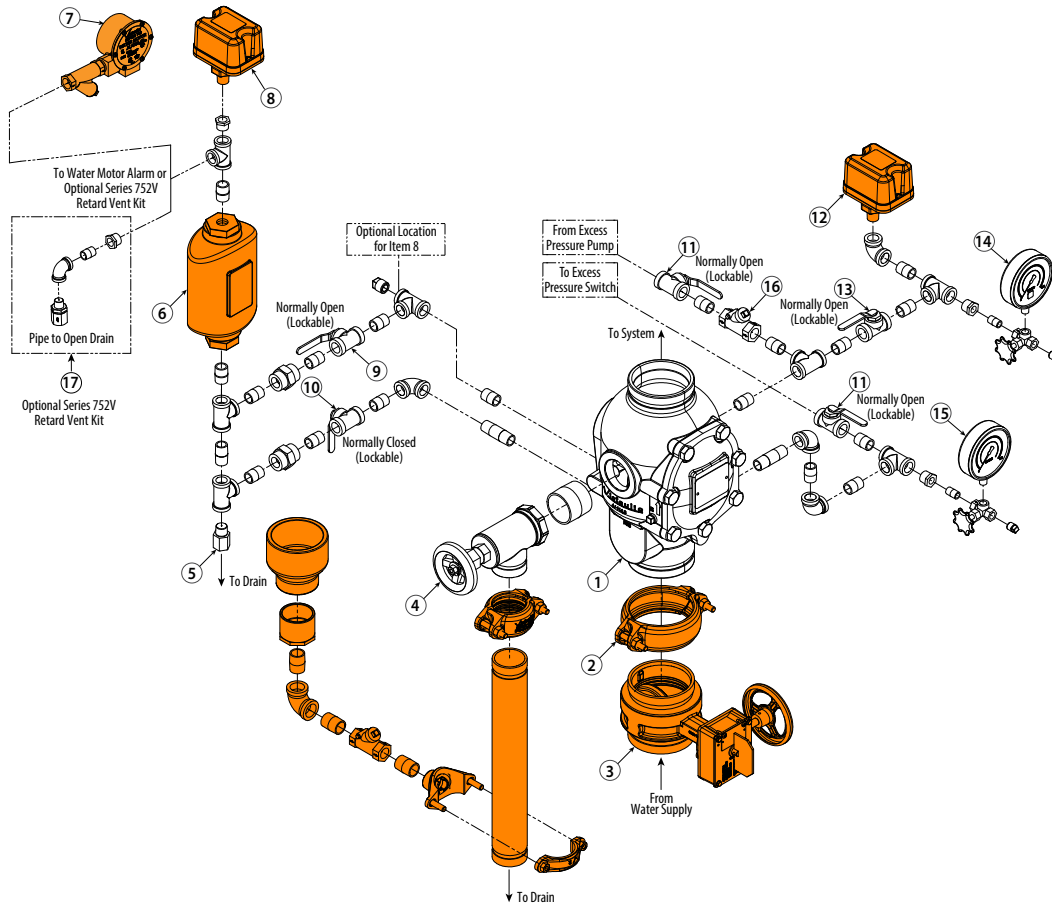 7
8
To Water Motor Alarm or
Optional Series 752V
Retard Vent Kit
Pipe to Open Drain
17
Optional Series 752V
Retard Vent Kit
6
Optional Location
for Item 8
Normally Open
(Lockable)
9
10
Normally Closed
(Lockable)
5
To Drain
From Excess
Pressure Pump
To Excess
Pressure Switch
11
Normally Open
(Lockable)
16
To System
12
13
Normally Open
(Lockable)
14
11
Normally Open
(Lockable)
15
4
1
2
3
From
Water Supply
To Drain